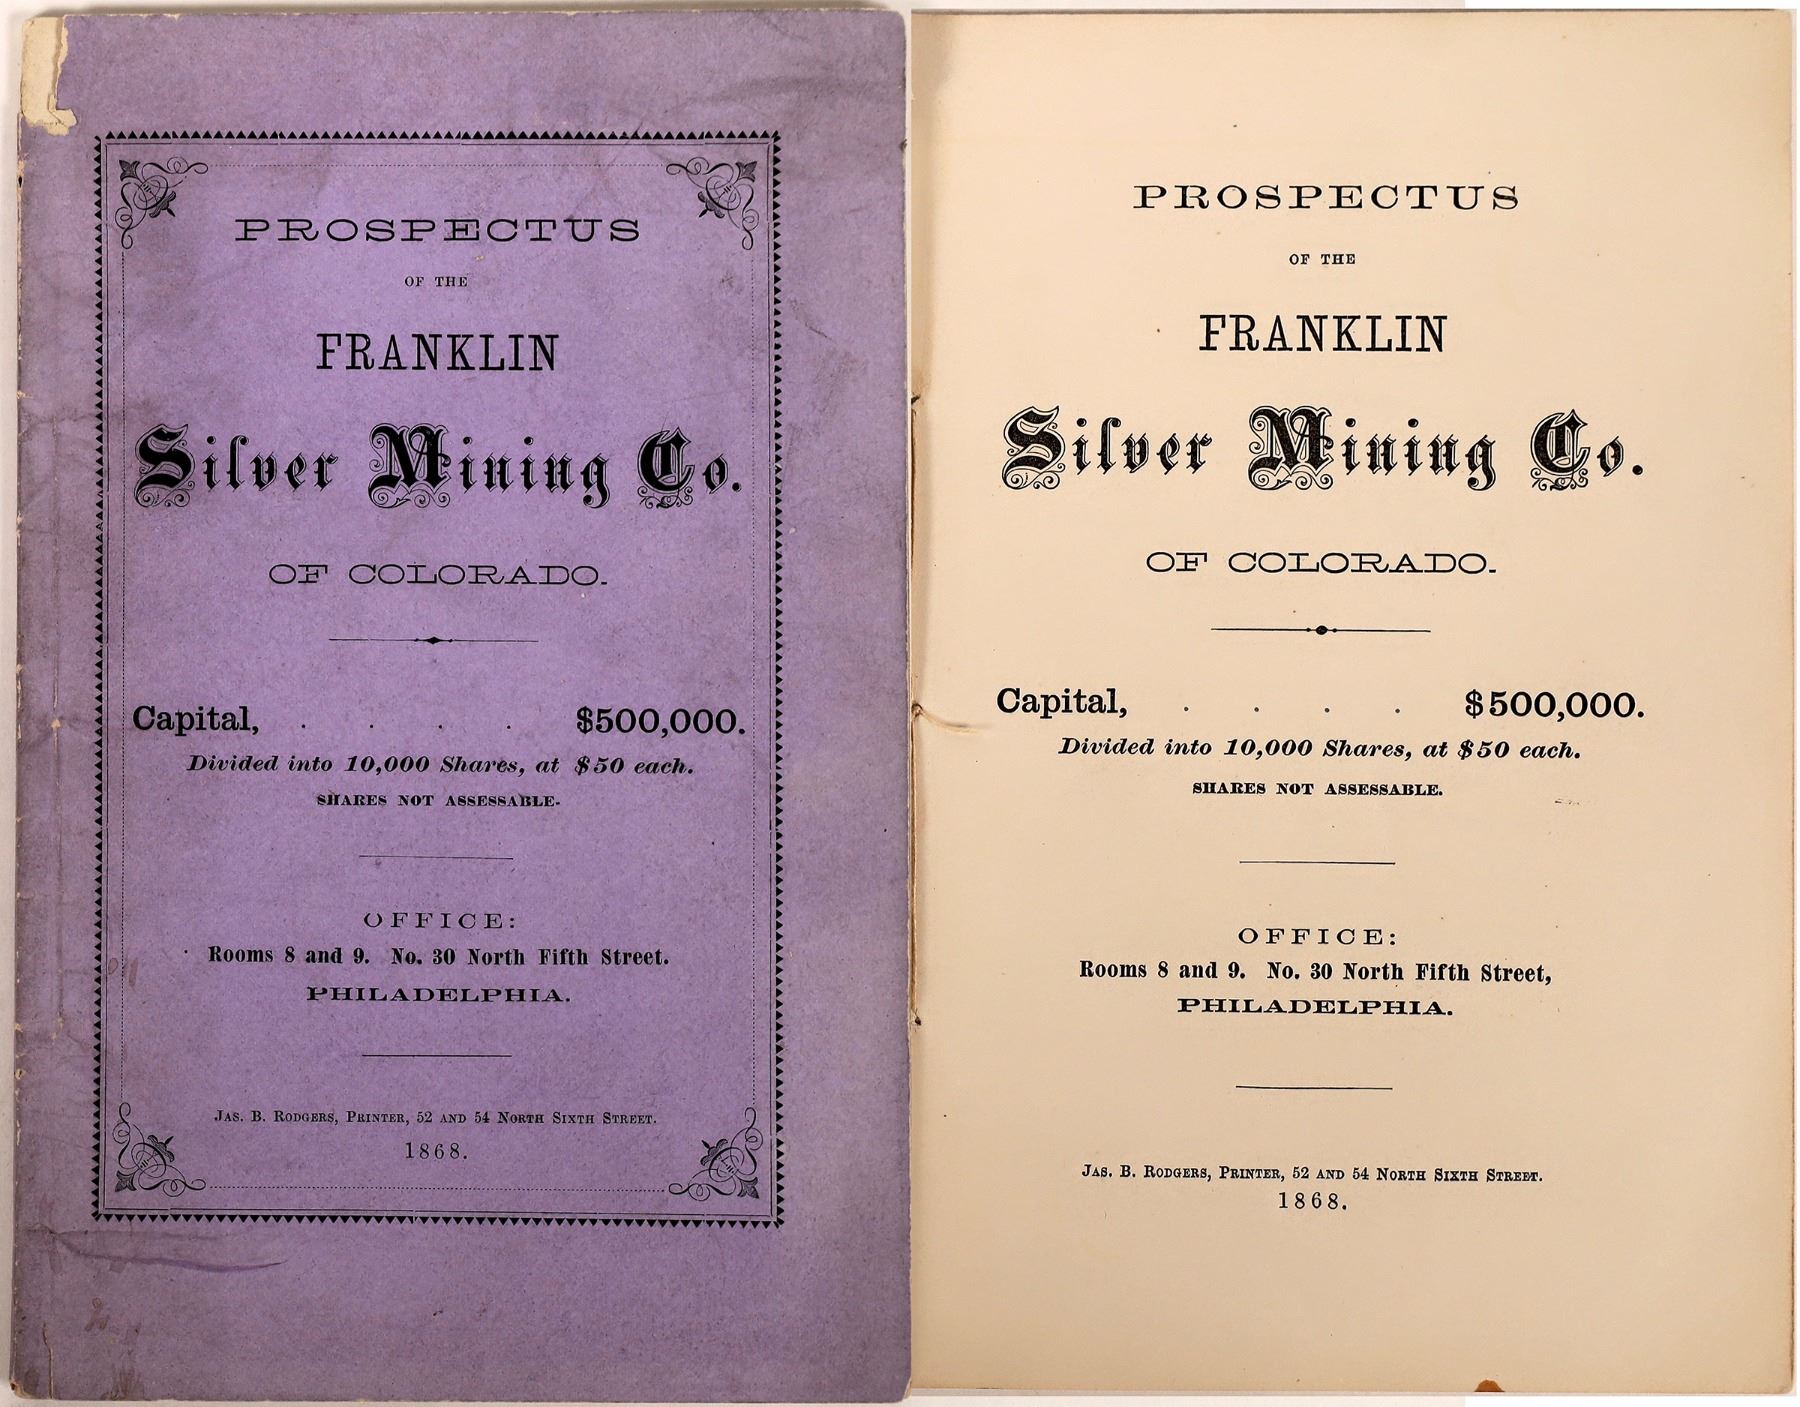 PROSPECTUS
OF THE
FRANKLIN
Silver Mining Co.
OF COLORADO.
Capital, . . . . $500,000.
Divided into 10,000 Shares, at $50 each.
SHARES NOT ASSESSABLE.
OFFICE:
Rooms 8 and 9. No. 30 North Fifth Street.
PHILADELPHIA.
JAS. B. RODGERS, PRINTER, 52 AND 54 NORTH SIXTH STREET.
1868.
PROSPECTUS
OF THE
FRANKLIN
Silver Mining Co.
OF COLORADO.
Capital, . . . . $500,000.
Divided into 10,000 Shares, at $50 each.
SHARES NOT ASSESSABLE.
OFFICE:
Rooms 8 and 9. No. 30 North Fifth Street,
PHILADELPHIA.
JAS. B. RODGERS, PRINTER, 52 AND 54 NORTH SIXTH STREET.
1868.